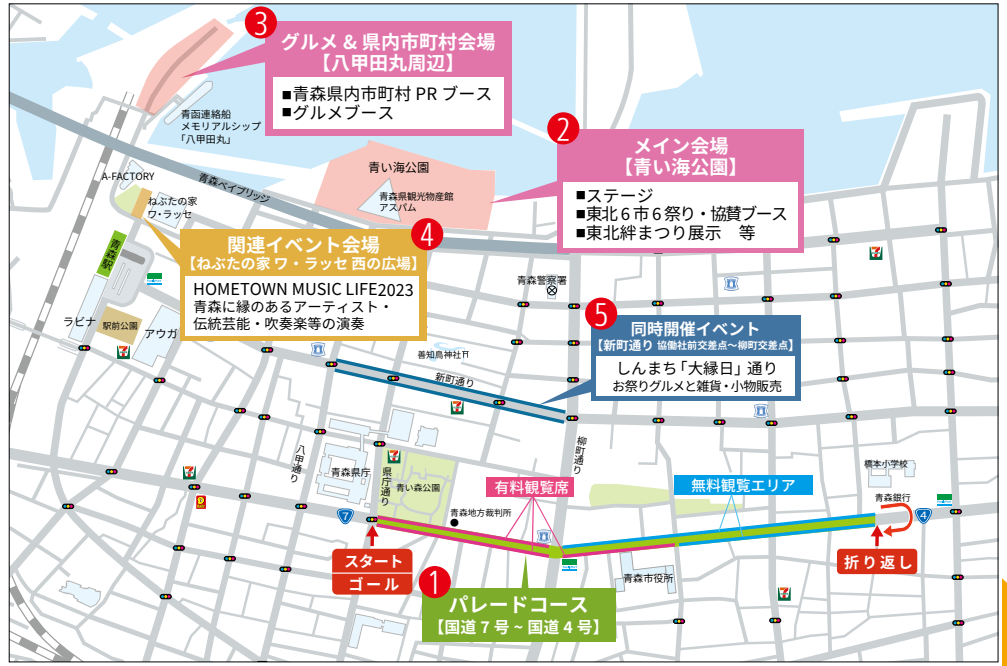 3
グルメ & 県内市町村会場
【八甲田丸周辺】
■青森県内市町村 PR ブース
■グルメブース
青函連絡船
メモリアルシップ
「八甲田丸」
2
メイン会場
【青い海公園】
■ステージ
■東北６市６祭り・協賛ブース
■東北絆まつり展示　等
青い海公園
青森県観光物産館
アスパム
青森ベイブリッジ
A-FACTORY
ねぶたの家
ワ・ラッセ
4
関連イベント会場
【ねぶたの家 ワ・ラッセ 西の広場】
HOMETOWN MUSIC LIFE2023
青森に縁のあるアーティスト・
伝統芸能・吹奏楽等の演奏
青森駅
青森警察署
ラビナ
駅前公園
アウガ
5
同時開催イベント
【新町通り 協働社前交差点～柳町交差点】
しんまち「大縁日」通り
お祭りグルメと雑貨・小物販売
善知鳥神社
新町通り
八甲通り
県庁通り
柳町通り
青森県庁
青い森公園
青森地方裁判所
有料観覧席
無料観覧エリア
橋本小学校
青森銀行
7
4
スタート
ゴール
折り返し
青森市役所
1
パレードコース
【国道７号 ~ 国道４号】